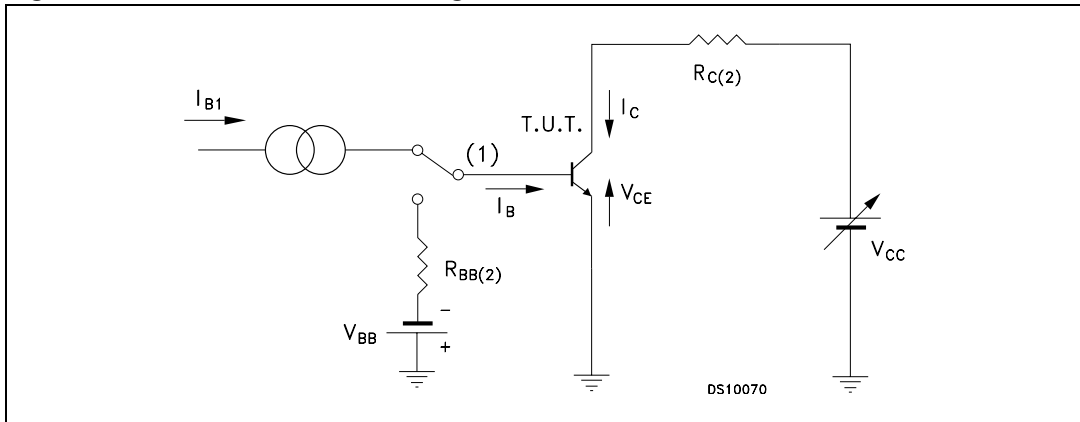 R_C(2)
I_B1
I_C
T.U.T.
(1)
V_CE
I_B
V_CC
R_BB(2)
-
V_BB
+
DS10070